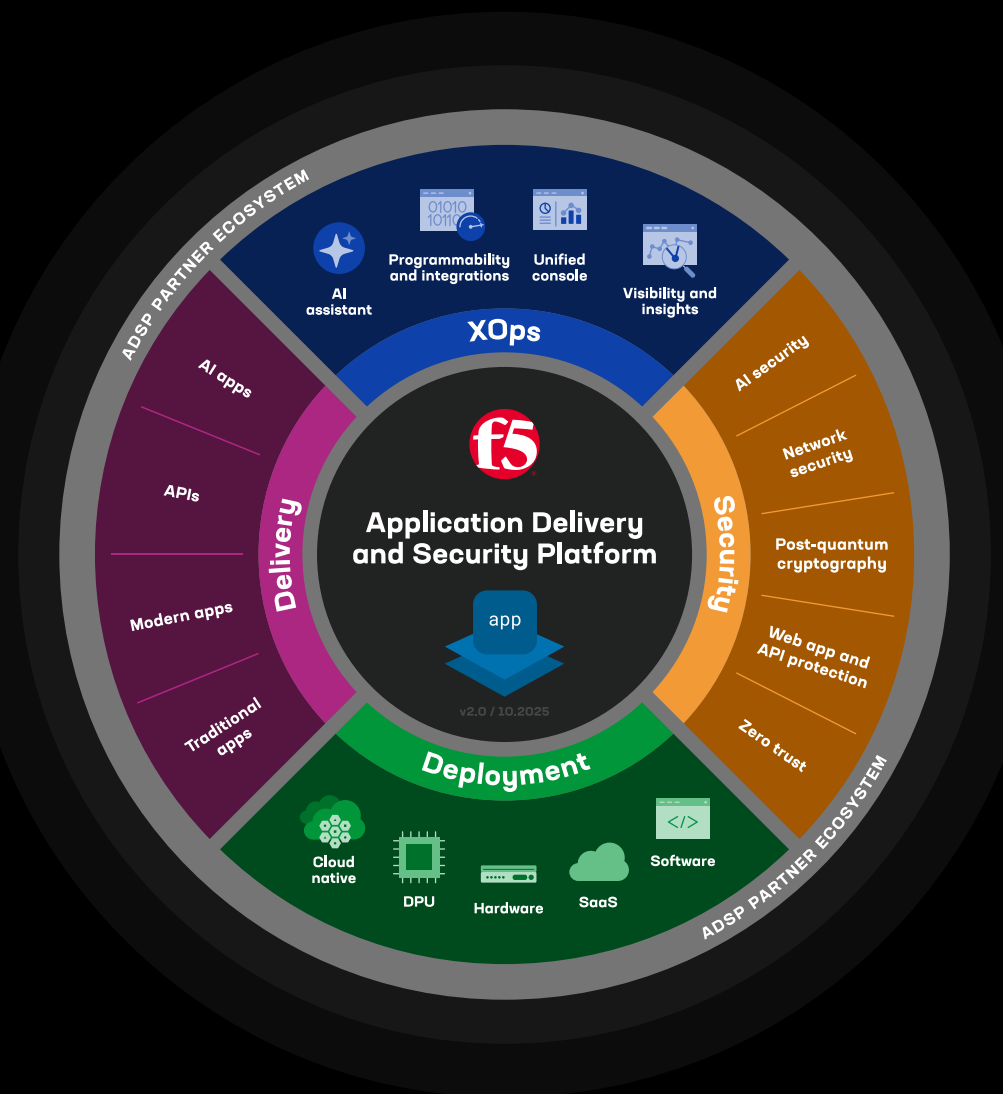 ADSP PARTNER ECOSYSTEM
01010
10110
AI
assistant
Programmability
and integrations
Unified
console
Visibility and
insights
XOps
AI apps
APIs
Modern apps
Traditional
apps
Delivery
f5
Application Delivery
and Security Platform
app
v2.0 / 10.2025
Security
AI security
Network
security
Post-quantum
cryptography
Web app and
API protection
Zero trust
Deployment
Cloud
native
DPU
Hardware
SaaS
</>
Software
ADSP PARTNER ECOSYSTEM